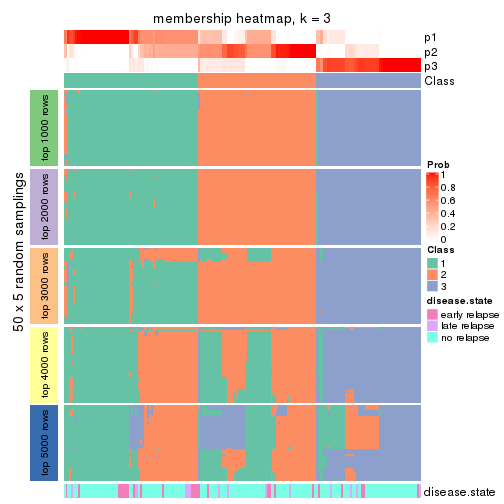 membership heatmap, k = 3
p1
p2
p3
Class
50 x 5 random samplings
top 1000 rows
top 2000 rows
top 3000 rows
top 4000 rows
top 5000 rows
Prob
1
0.8
0.6
0.4
0.2
0
Class
1
2
3
disease.state
early relapse
late relapse
no relapse
disease.state